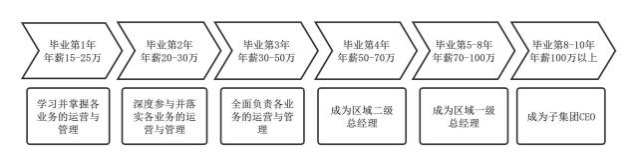 毕业第1年
年薪15-25万
毕业第2年
年薪20-30万
毕业第3年
年薪30-50万
毕业第4年
年薪50-70万
毕业第5-8年
年薪70-100万
毕业第8-10年
年薪100万以上
学习并掌握各
业务的运营与
管理
深度参与并落
实各业务的运
营与管理
全面负责各业
务的运营与管
理
成为区域二级
总经理
成为区域一级
总经理
成为子集团CEO